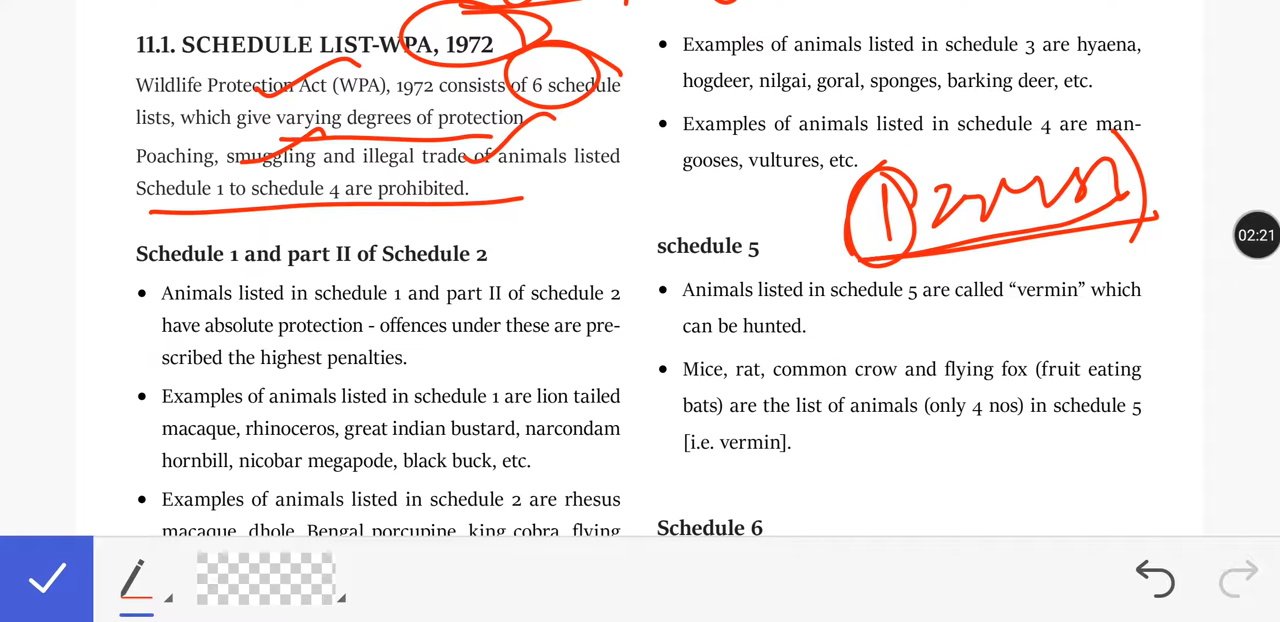 11.1. SCHEDULE LIST-WPA, 1972
Wildlife Protection Act (WPA), 1972 consists of 6 schedule
lists, which give varying degrees of protection
Poaching, smuggling and illegal trade of animals listed
Schedule 1 to schedule 4 are prohibited.
Schedule 1 and part II of Schedule 2
• Animals listed in schedule 1 and part II of schedule 2
have absolute protection - offences under these are pre-
scribed the highest penalties.
• Examples of animals listed in schedule 1 are lion tailed
macaque, rhinoceros, great indian bustard, narcondam
hornbill, nicobar megapode, black buck, etc.
• Examples of animals listed in schedule 2 are rhesus
macaque, dhole, Bengal porcupine, king cobra, flying
• Examples of animals listed in schedule 3 are hyaena,
hogdeer, nilgai, goral, sponges, barking deer, etc.
• Examples of animals listed in schedule 4 are man-
gooses, vultures, etc.
1
schedule 5
• Animals listed in schedule 5 are called “vermin” which
can be hunted.
• Mice, rat, common crow and flying fox (fruit eating
bats) are the list of animals (only 4 nos) in schedule 5
[i.e. vermin].
Schedule 6
02:21